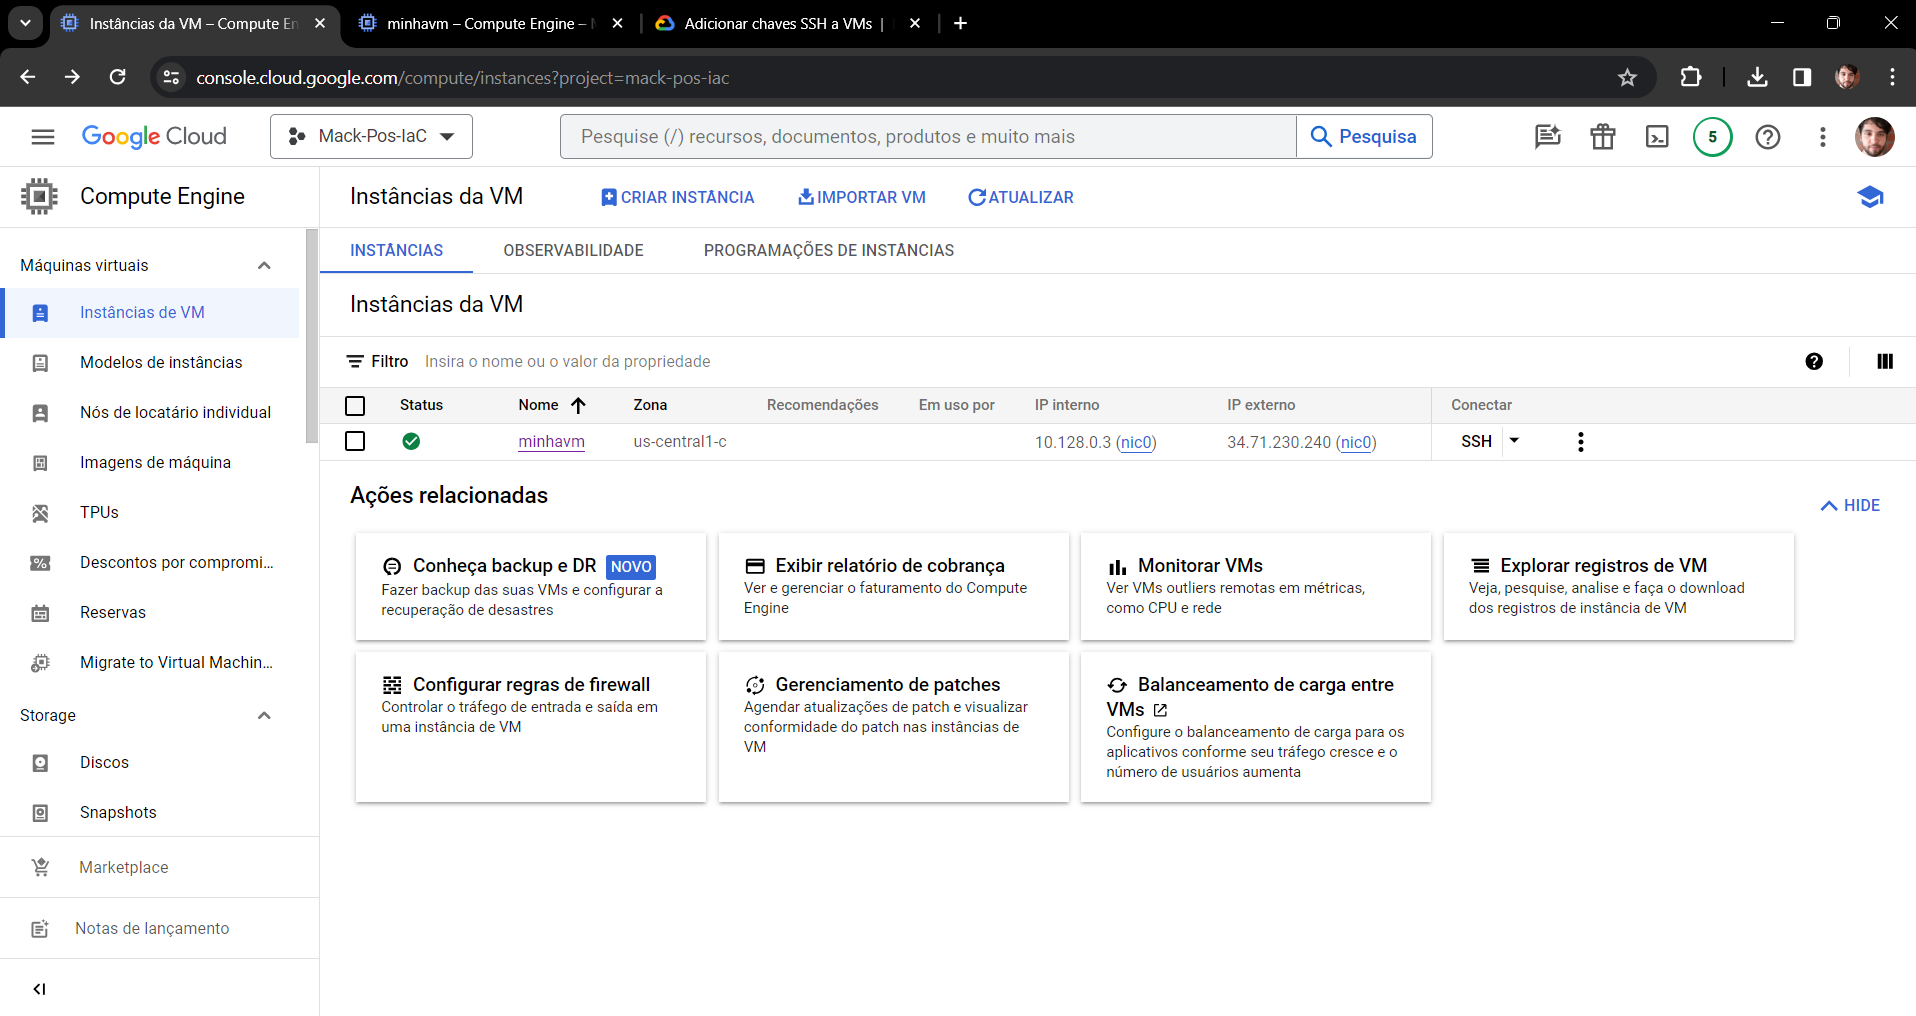 Instâncias da VM – Compute En
minhavm – Compute Engine –
Adicionar chaves SSH a VMs |
console.cloud.google.com/compute/instances?project=mack-pos-iac
Google Cloud
Mack-Pos-IaC
Pesquise (/) recursos, documentos, produtos e muito mais
Pesquisa
5
Compute Engine
Instâncias da VM
CRIAR INSTÂNCIA
IMPORTAR VM
ATUALIZAR
INSTÂNCIAS
OBSERVABILIDADE
PROGRAMAÇÕES DE INSTÂNCIAS
Máquinas virtuais
Instâncias de VM
Modelos de instâncias
Nós de locatário individual
Imagens de máquina
TPUs
Descontos por compromi...
Reservas
Migrate to Virtual Machin...
Storage
Discos
Snapshots
Marketplace
Notas de lançamento
Instâncias da VM
Filtro
Insira o nome ou o valor da propriedade
Status
Nome
Zona
Recomendações
Em uso por
IP interno
IP externo
Conectar
minhavm
us-central1-c
10.128.0.3 (nic0)
34.71.230.240 (nic0)
SSH
Ações relacionadas
HIDE
Conheça backup e DR NOVO
Fazer backup das suas VMs e configurar a
recuperação de desastres
Exibir relatório de cobrança
Ver e gerenciar o faturamento do Compute
Engine
Monitorar VMs
Ver VMs outliers remotas em métricas,
como CPU e rede
Explorar registros de VM
Veja, pesquise, analise e faça o download
dos registros de instância de VM
Configurar regras de firewall
Controlar o tráfego de entrada e saída em
uma instância de VM
Gerenciamento de patches
Agendar atualizações de patch e visualizar
conformidade do patch nas instâncias de
VM
Balanceamento de carga entre
VMs
Configure o balanceamento de carga para os
aplicativos conforme seu tráfego cresce e o
número de usuários aumenta